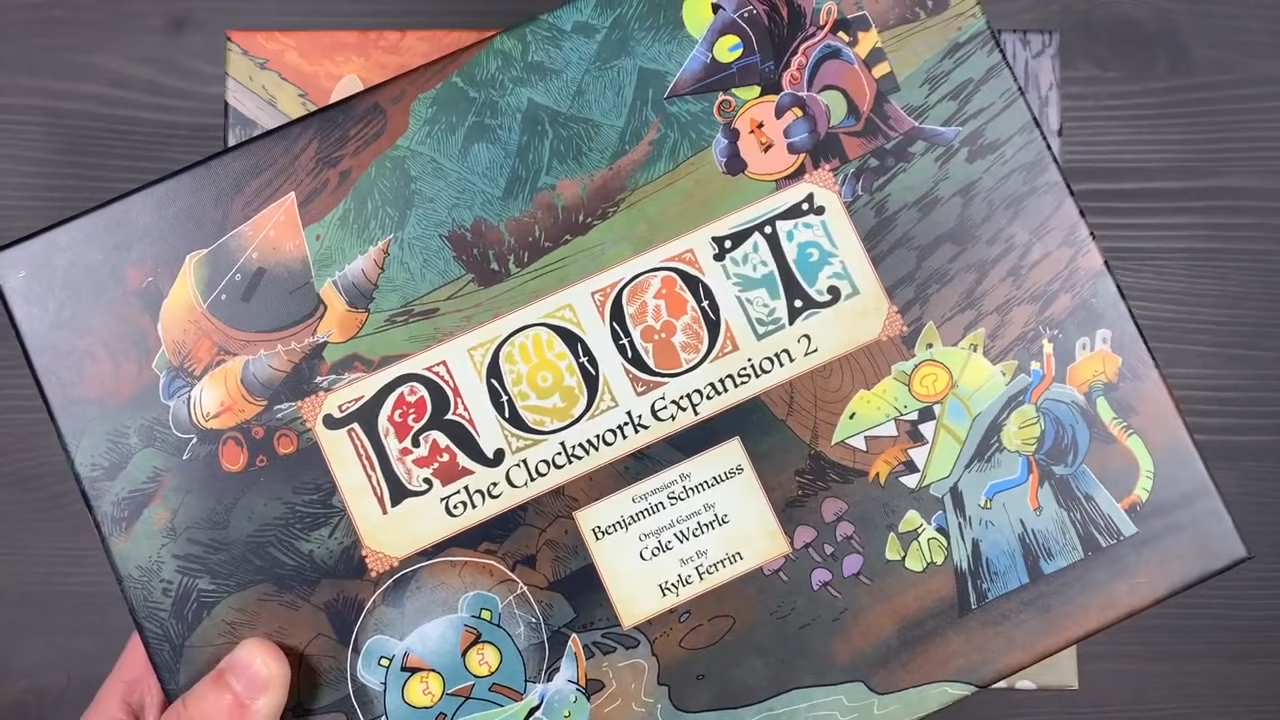 ROOT
The Clockwork Expansion 2
Expansion By
Benjamin Schmauss
Original Game By
Cole Wehrle
Art By
Kyle Ferrin